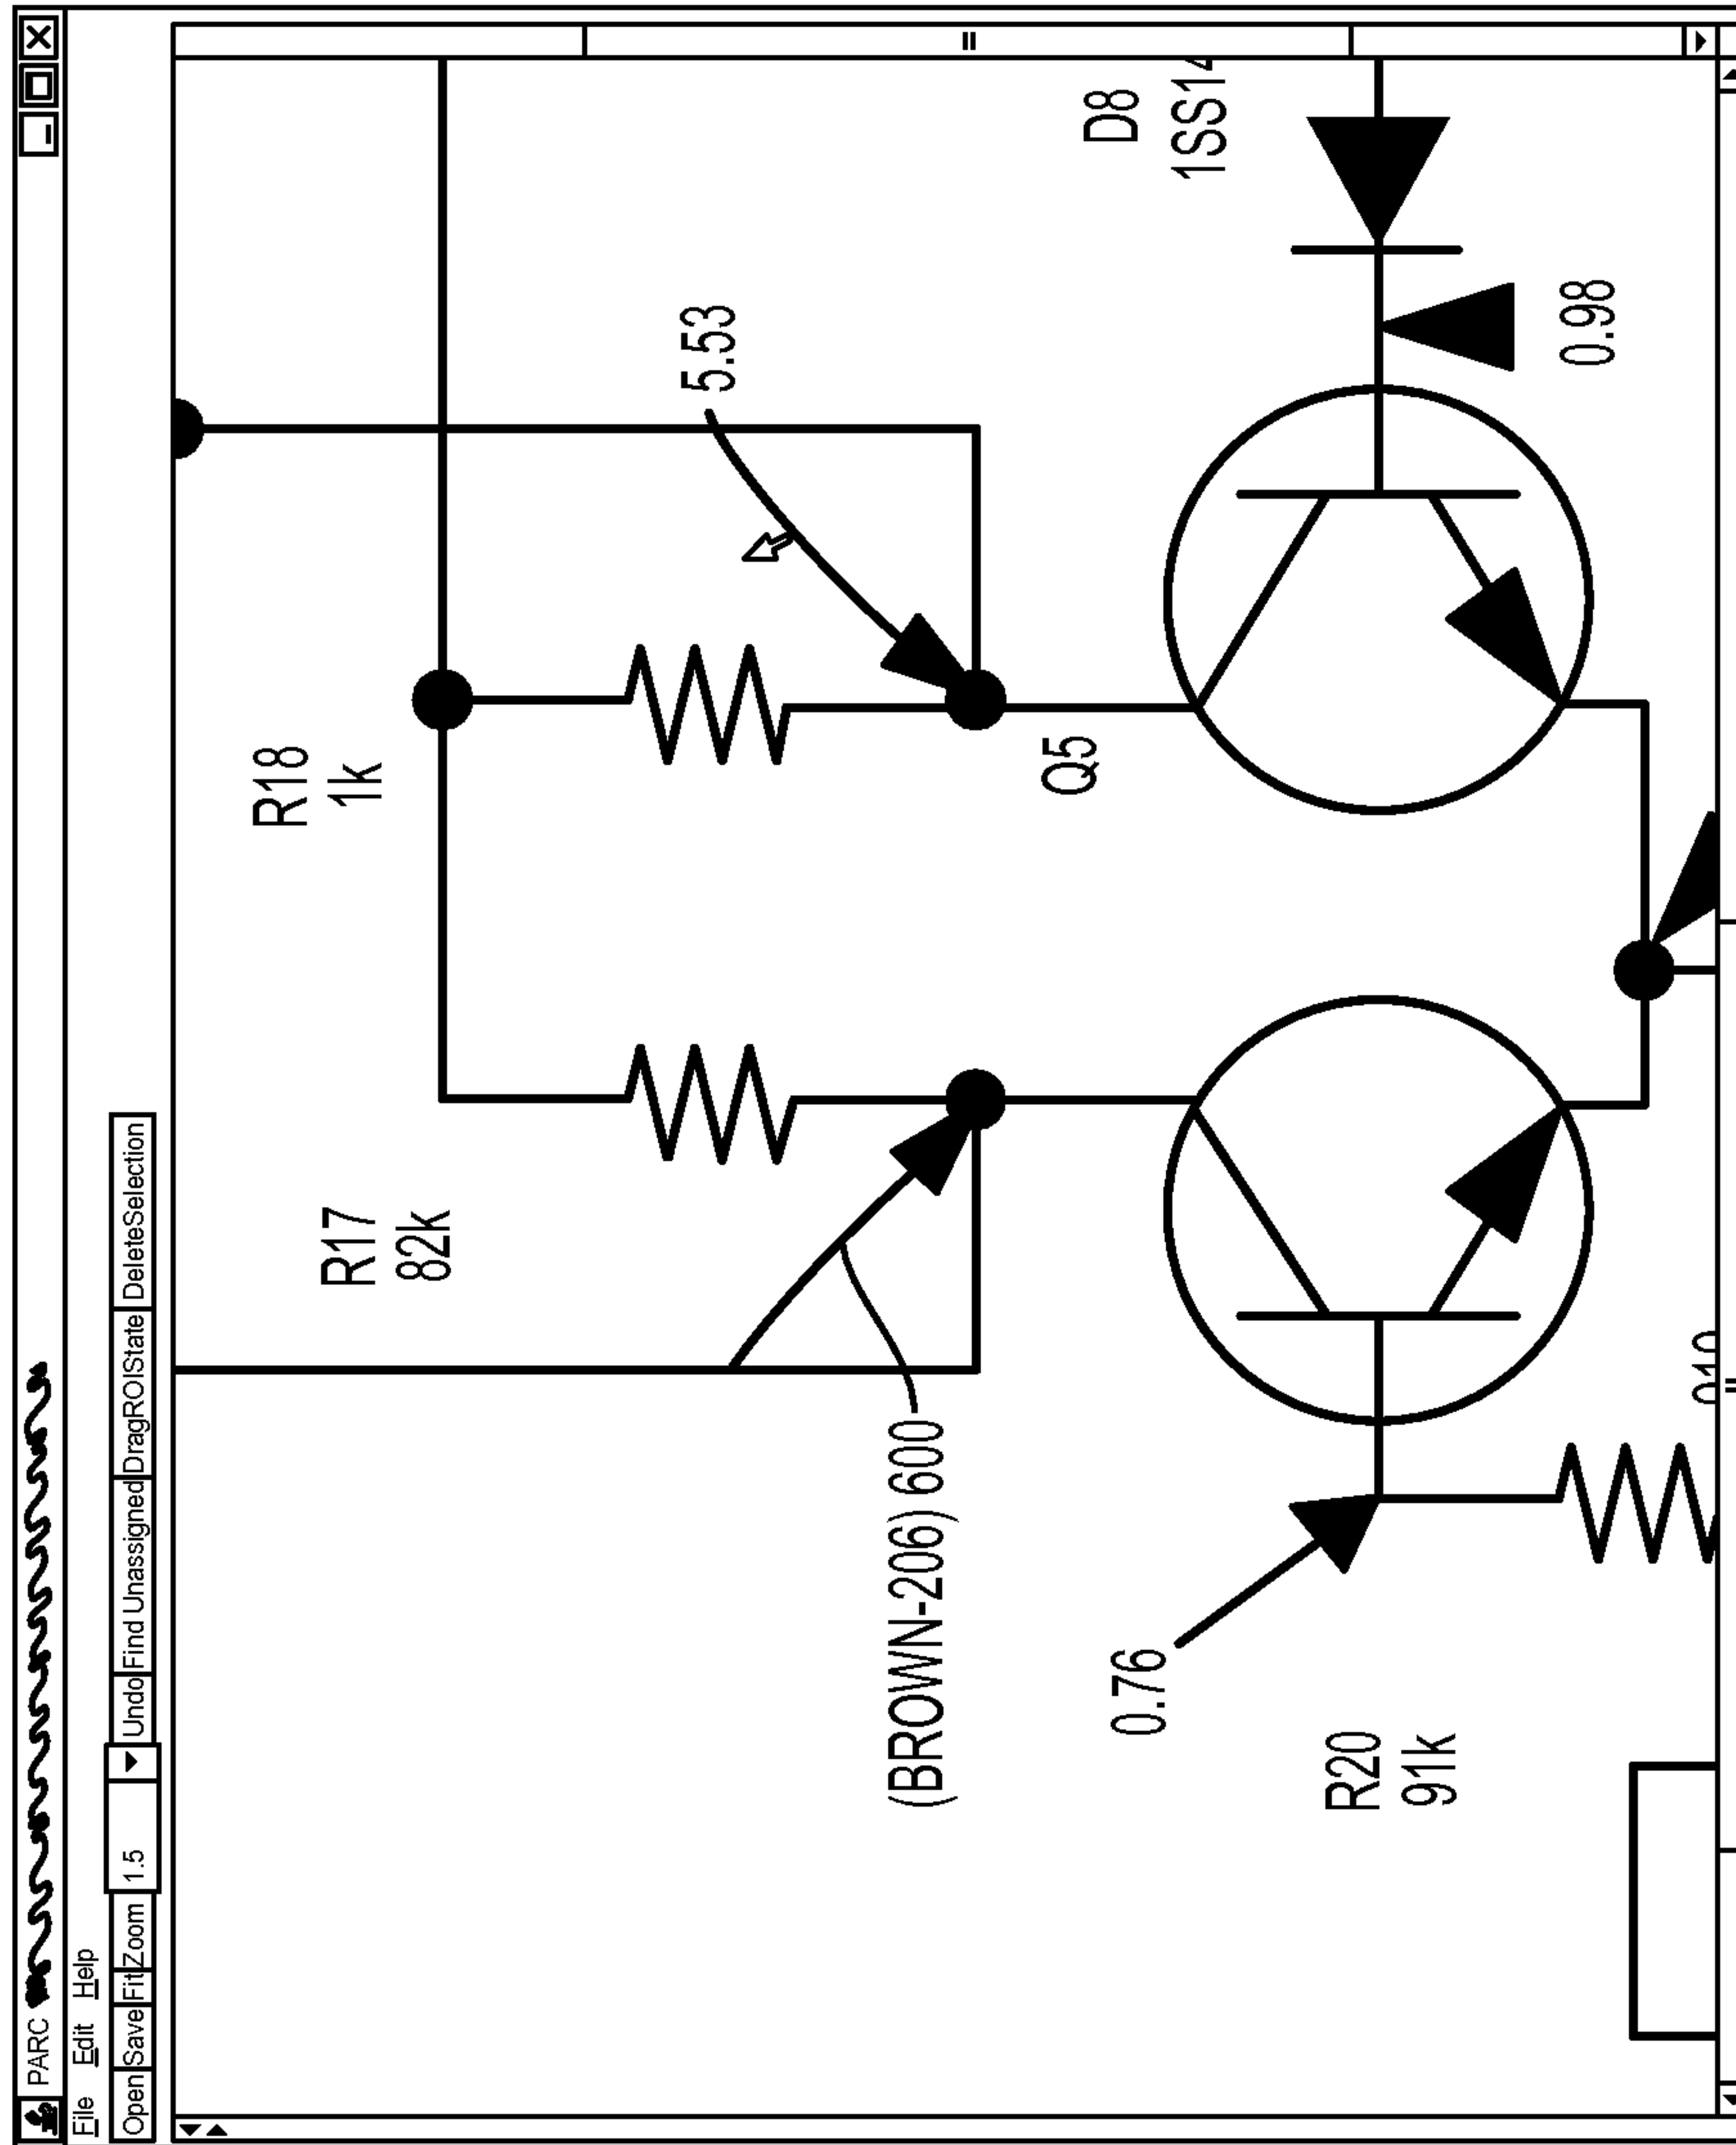 PARC
File Edit Help
Open Save Fit Zoom 1.5 Undo Find Unassigned DragROIState DeleteSelection
R18
1k
R17
82k
5.53
(BROWN-206) 600
Q5
D8
1SS14
0.76
R20
91k
0.98